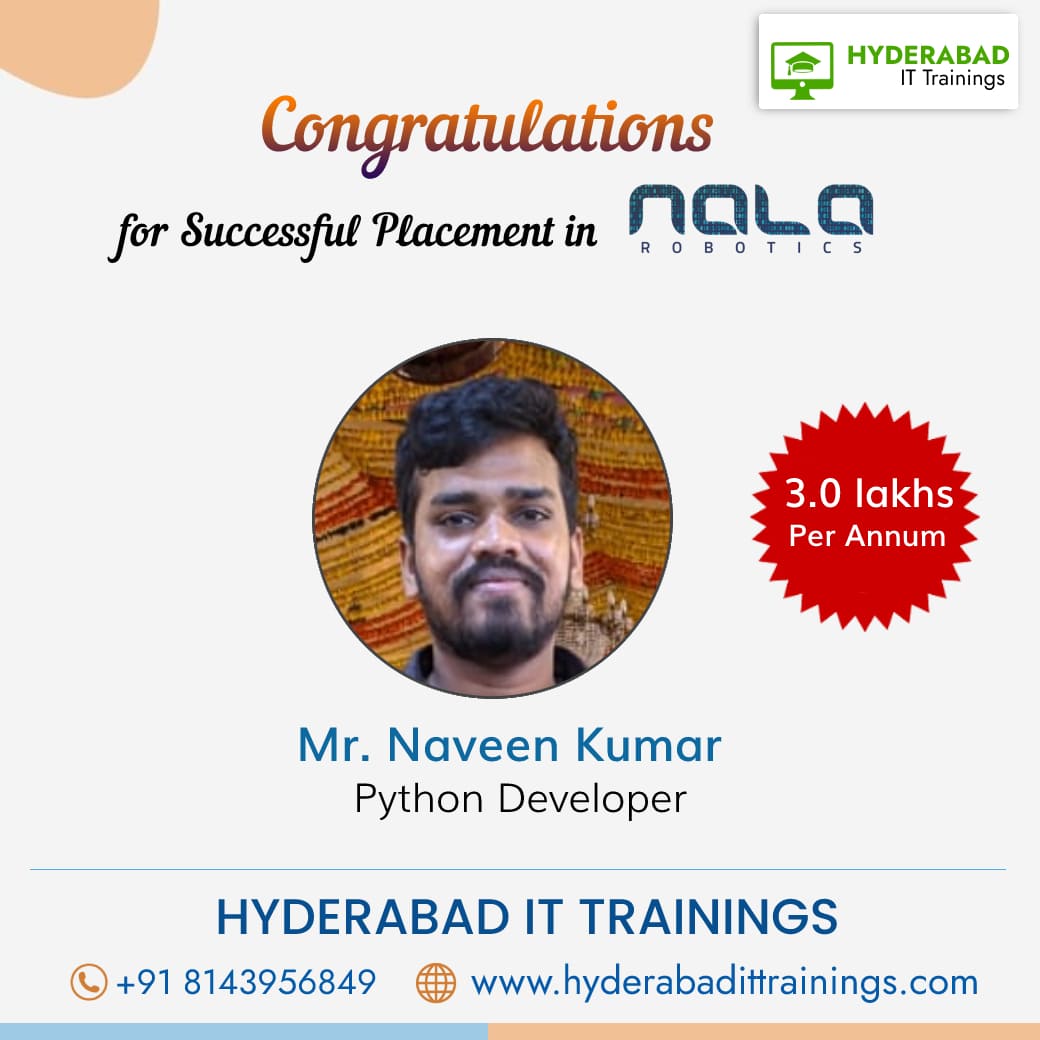 HYDERABAD
IT Trainings
Congratulations
for Successful Placement in
NALA
ROBOTICS
3.0 lakhs
Per Annum
Mr. Naveen Kumar
Python Developer
HYDERABAD IT TRAININGS
+91 8143956849 www.hyderabadittrainings.com